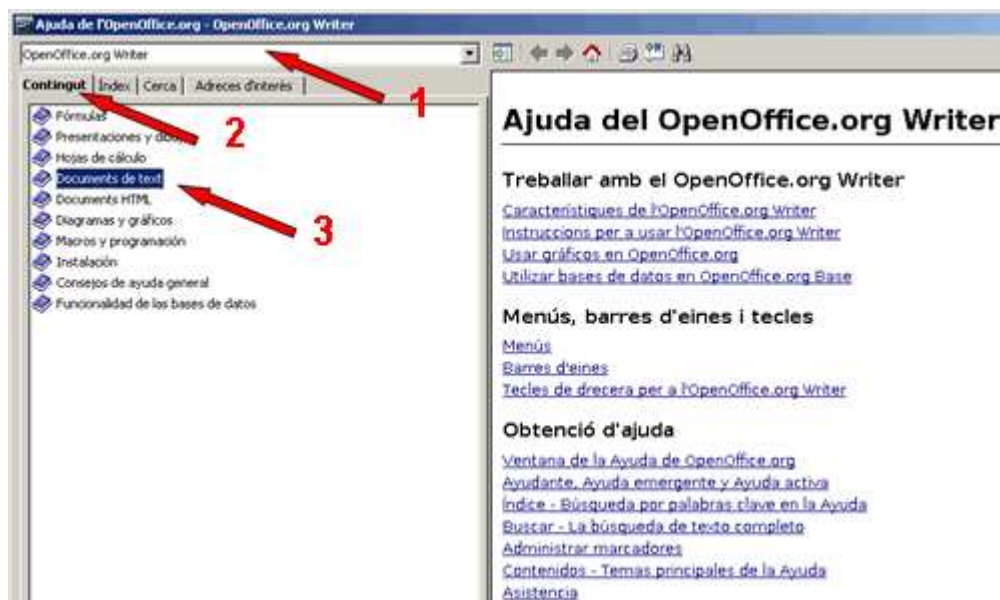 Ajuda de l'OpenOffice.org - OpenOffice.org Writer
OpenOffice.org Writer
Contingut Índex Cerca Adreces d'interès
1
2
3
Fórmulas
Presentaciones y
Hojas de cálculo
Documents de text
Documents HTML
Diagramas y gráficos
Macros y programación
Instalación
Consejos de ayuda general
Funcionalidad de las bases de datos
Ajuda del OpenOffice.org Writer
Treballar amb el OpenOffice.org Writer
Característiques de l'OpenOffice.org Writer
Instruccions per a usar l'OpenOffice.org Writer
Usar gráficos en OpenOffice.org
Utilizar bases de datos en OpenOffice.org Base
Menús, barres d'eines i tecles
Menús
Barres d'eines
Tecles de drecera per a l'OpenOffice.org Writer
Obtenció d'ajuda
Ventana de la Ayuda de OpenOffice.org
Ayudante, Ayuda emergente y Ayuda activa
Índice - Búsqueda por palabras clave en la Ayuda
Buscar - La búsqueda de texto completo
Administrar marcadores
Contenidos - Temas principales de la Ayuda
Asistencia